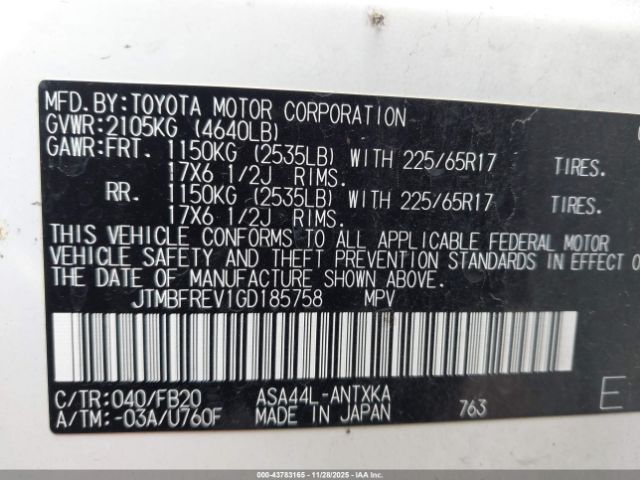 MFD.BY:TOYOTA MOTOR CORPORATION
GVWR:2105KG (4640LB)
GAWR:FRT. 1150KG (2535LB) WITH 225/65R17 TIRES.
17X6 1/2J RIMS.
RR. 1150KG (2535LB) WITH 225/65R17 TIRES.
17X6 1/2J RIMS.
THIS VEHICLE CONFORMS TO ALL APPLICABLE FEDERAL MOTOR
VEHICLE SAFETY AND THEFT PREVENTION STANDARDS IN EFFECT O
THE DATE OF MANUFACTURE SHOWN ABOVE.
JTMBFREV1GD185758 MPV
C/TR:040/FB20 ASA44L-ANTXKA
A/TM:-03A/U760F MADE IN JAPAN 763 E
000-43783165 - 11/28/2025 - IAAI.COM